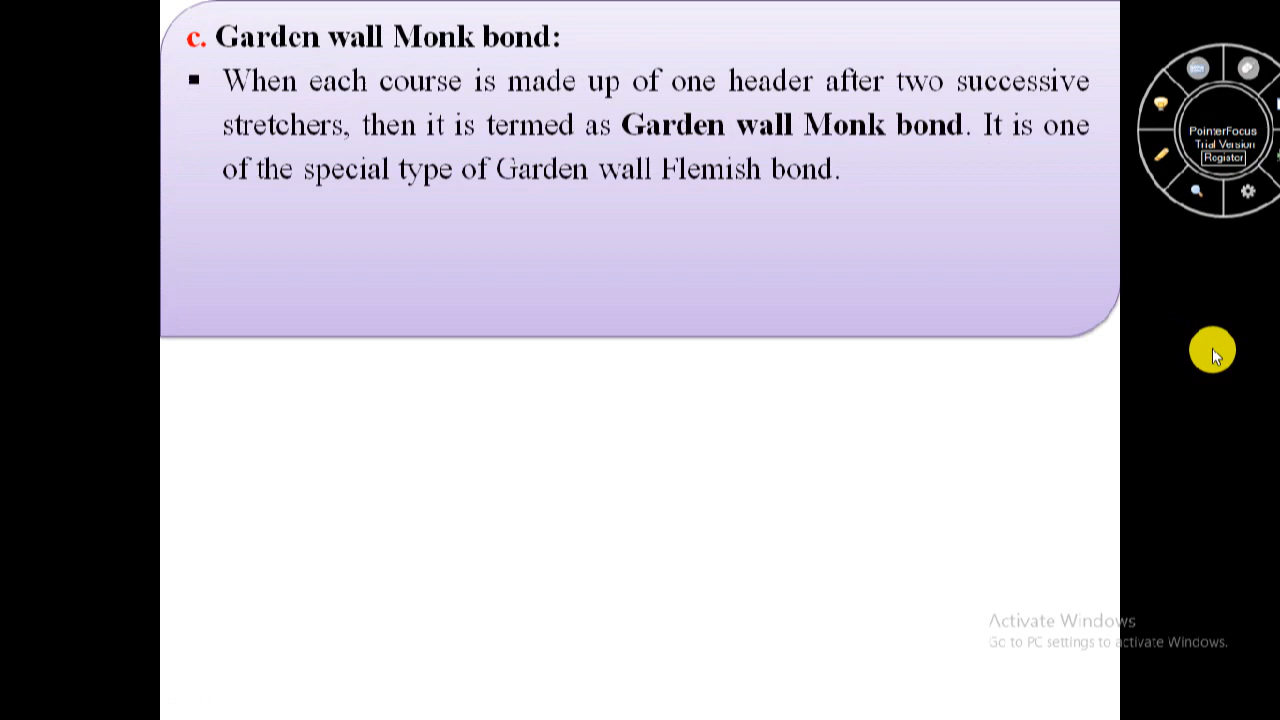 c. Garden wall Monk bond:
▪ When each course is made up of one header after two successive
stretchers, then it is termed as Garden wall Monk bond. It is one
of the special type of Garden wall Flemish bond.
PointerFocus
Trial Version
Register
Activate Windows
Go to PC settings to activate Windows.